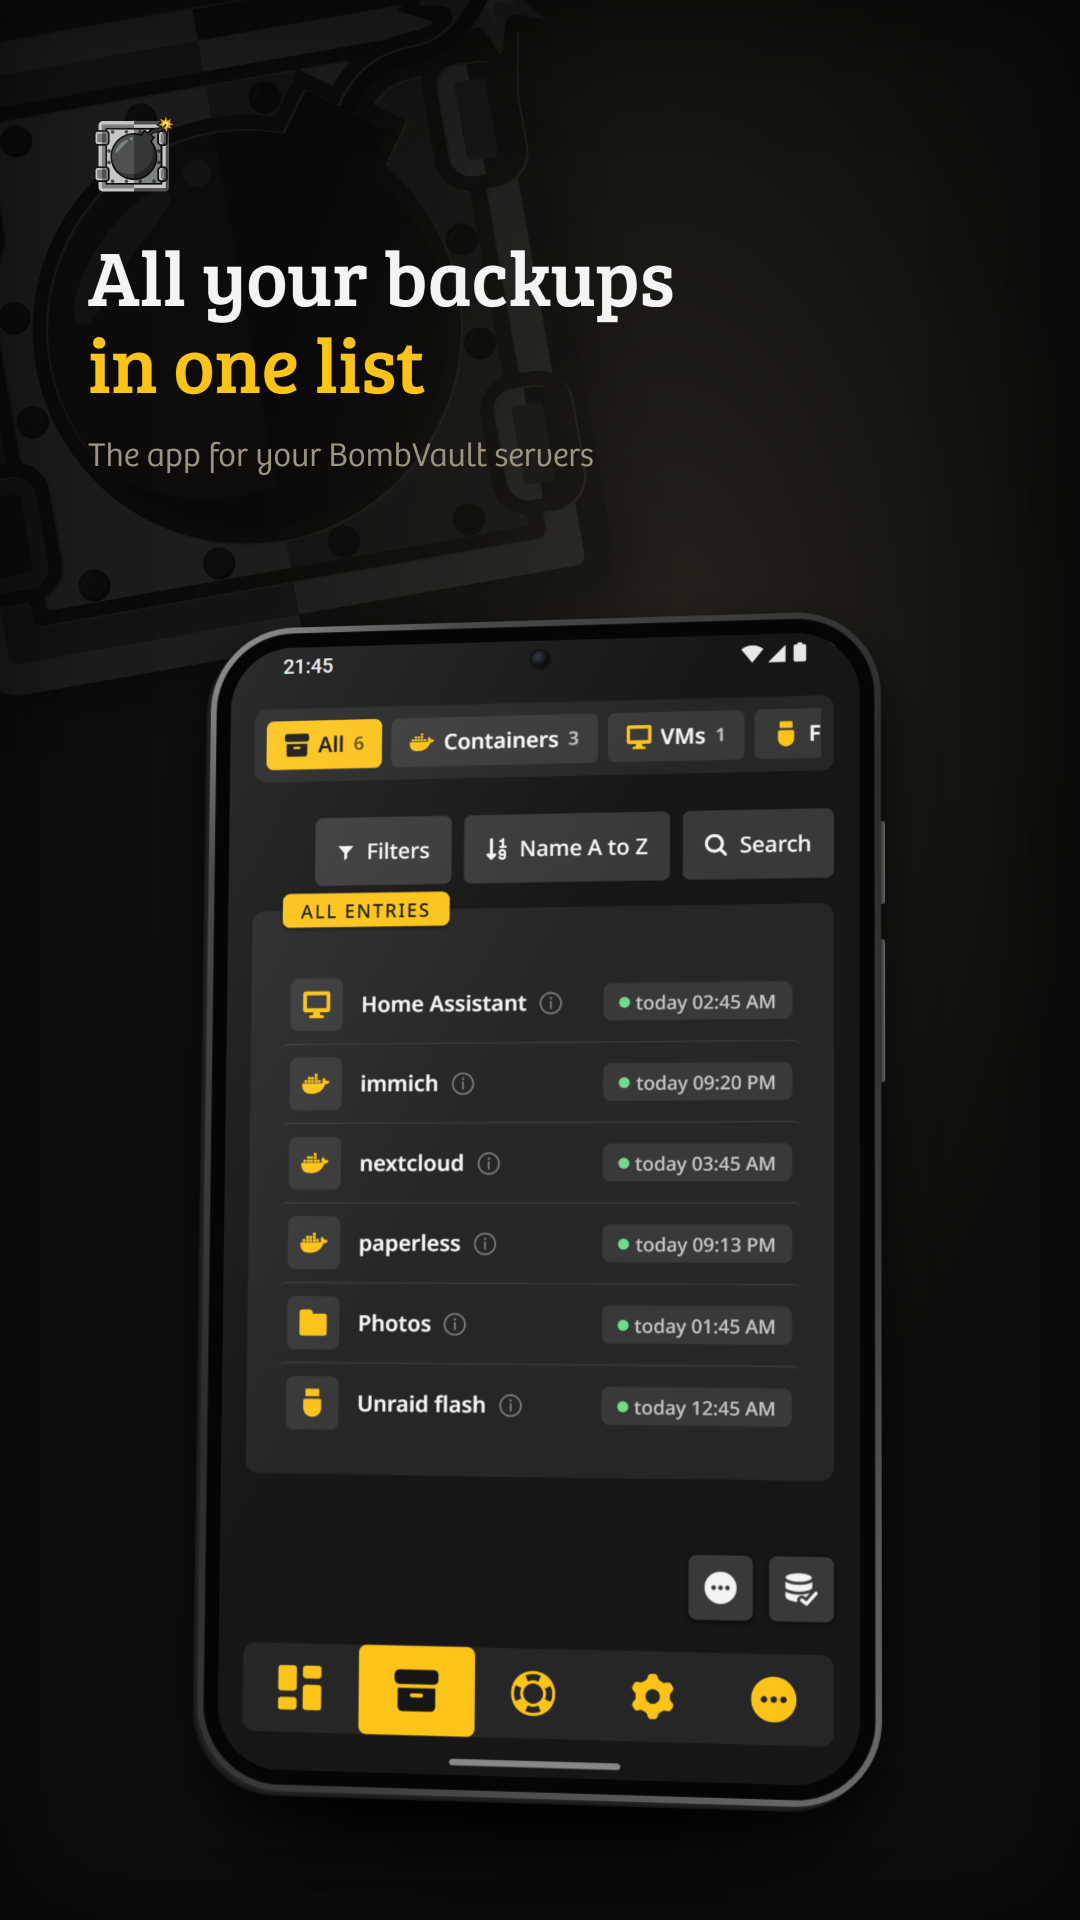 All your backups
in one list
The app for your BombVault servers
21:45
All 6
Containers 3
VMs 1
F
Filters
Name A to Z
Search
ALL ENTRIES
Home Assistant
today 02:45 AM
immich
today 09:20 PM
nextcloud
today 03:45 AM
paperless
today 09:13 PM
Photos
today 01:45 AM
Unraid flash
today 12:45 AM